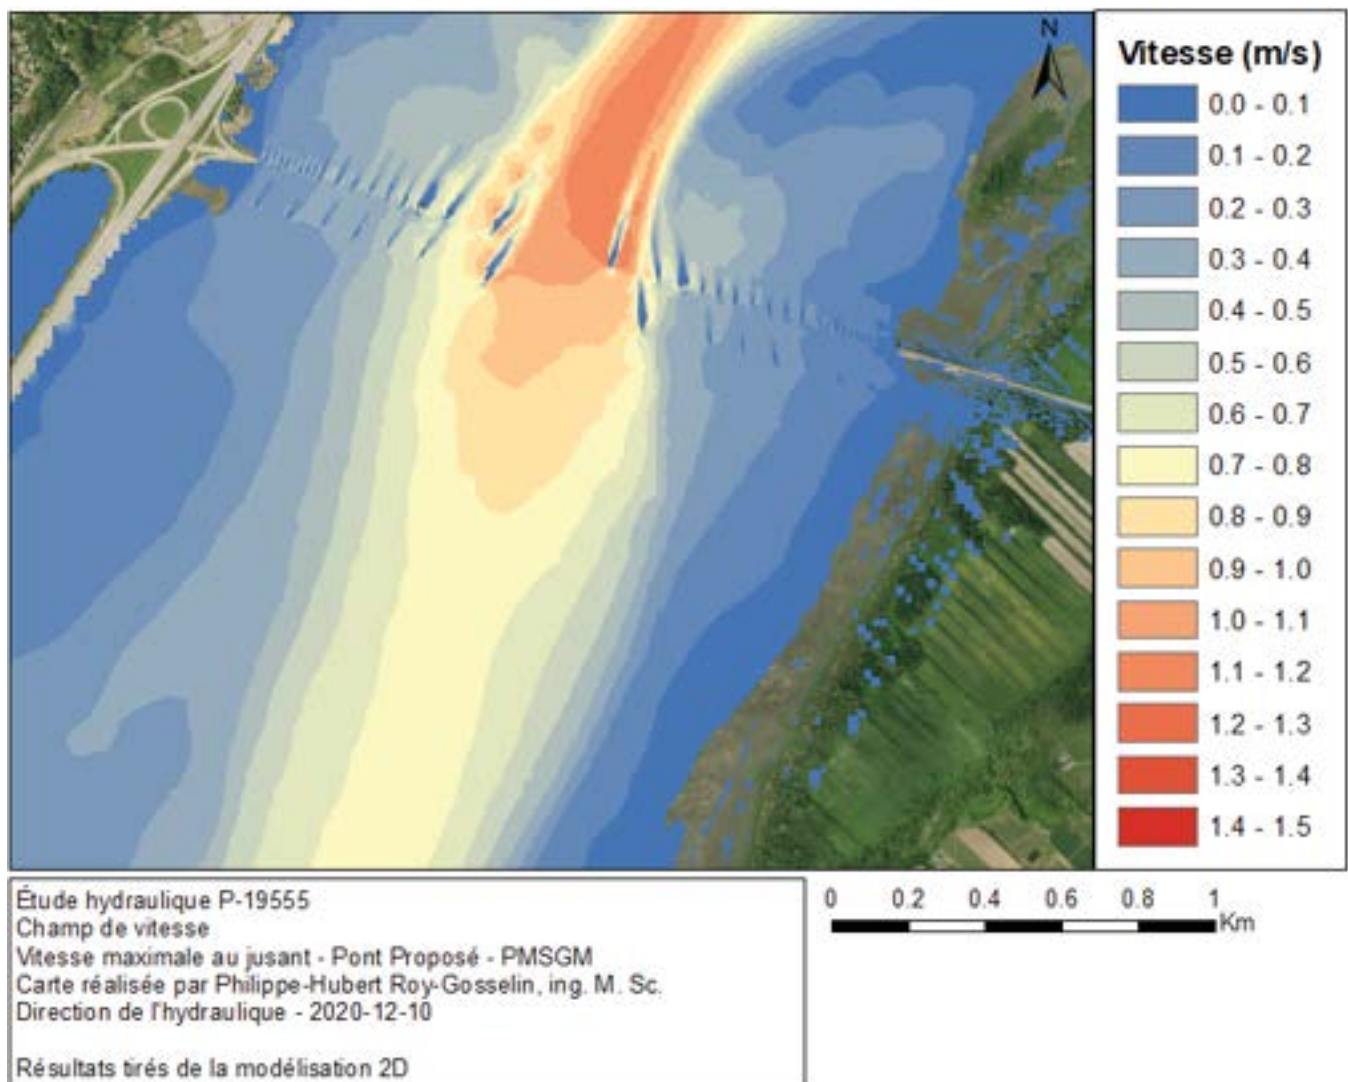 N
Vitesse (m/s)
0.0 - 0.1
0.1 - 0.2
0.2 - 0.3
0.3 - 0.4
0.4 - 0.5
0.5 - 0.6
0.6 - 0.7
0.7 - 0.8
0.8 - 0.9
0.9 - 1.0
1.0 - 1.1
1.1 - 1.2
1.2 - 1.3
1.3 - 1.4
1.4 - 1.5
0 0.2 0.4 0.6 0.8 1
Km
Étude hydraulique P-19555
Champ de vitesse
Vitesse maximale au jusant - Pont Proposé - PMSGM
Carte réalisée par Philippe-Hubert Roy-Gosselin, ing. M. Sc.
Direction de l'hydraulique - 2020-12-10
Résultats tirés de la modélisation 2D